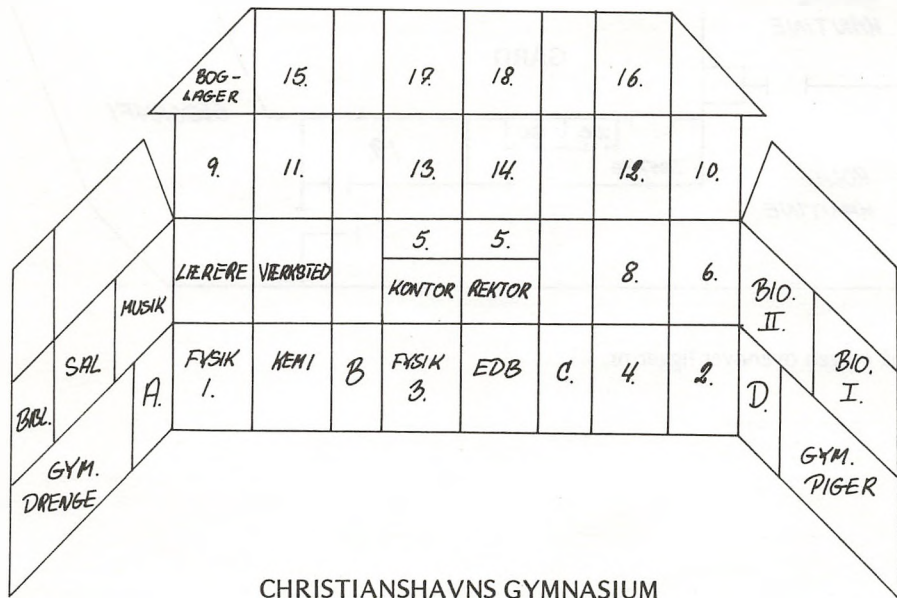 BOG-
LAGER
15.
17.
18.
16.
9.
11.
13.
14.
12.
10.
LÆRERE
VÆRKSTED
5.
KONTOR
5.
REKTOR
8.
6.
FYSIK
1.
KEMI
B
FYSIK
3.
EDB
C.
4.
2.
MUSIK
SAL
BIBL.
A.
GYM.
DRENGE
BIO.
II.
BIO.
I.
D.
GYM.
PIGER
CHRISTIANSHAVNS GYMNASIUM